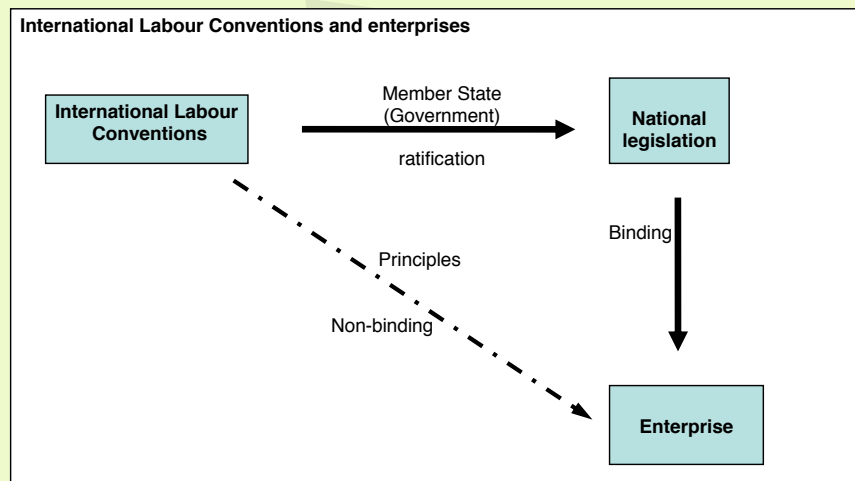 International Labour Conventions and enterprises
Member State
(Government)
International Labour
Conventions
National
legislation
ratification
Binding
Principles
Non-binding
Enterprise